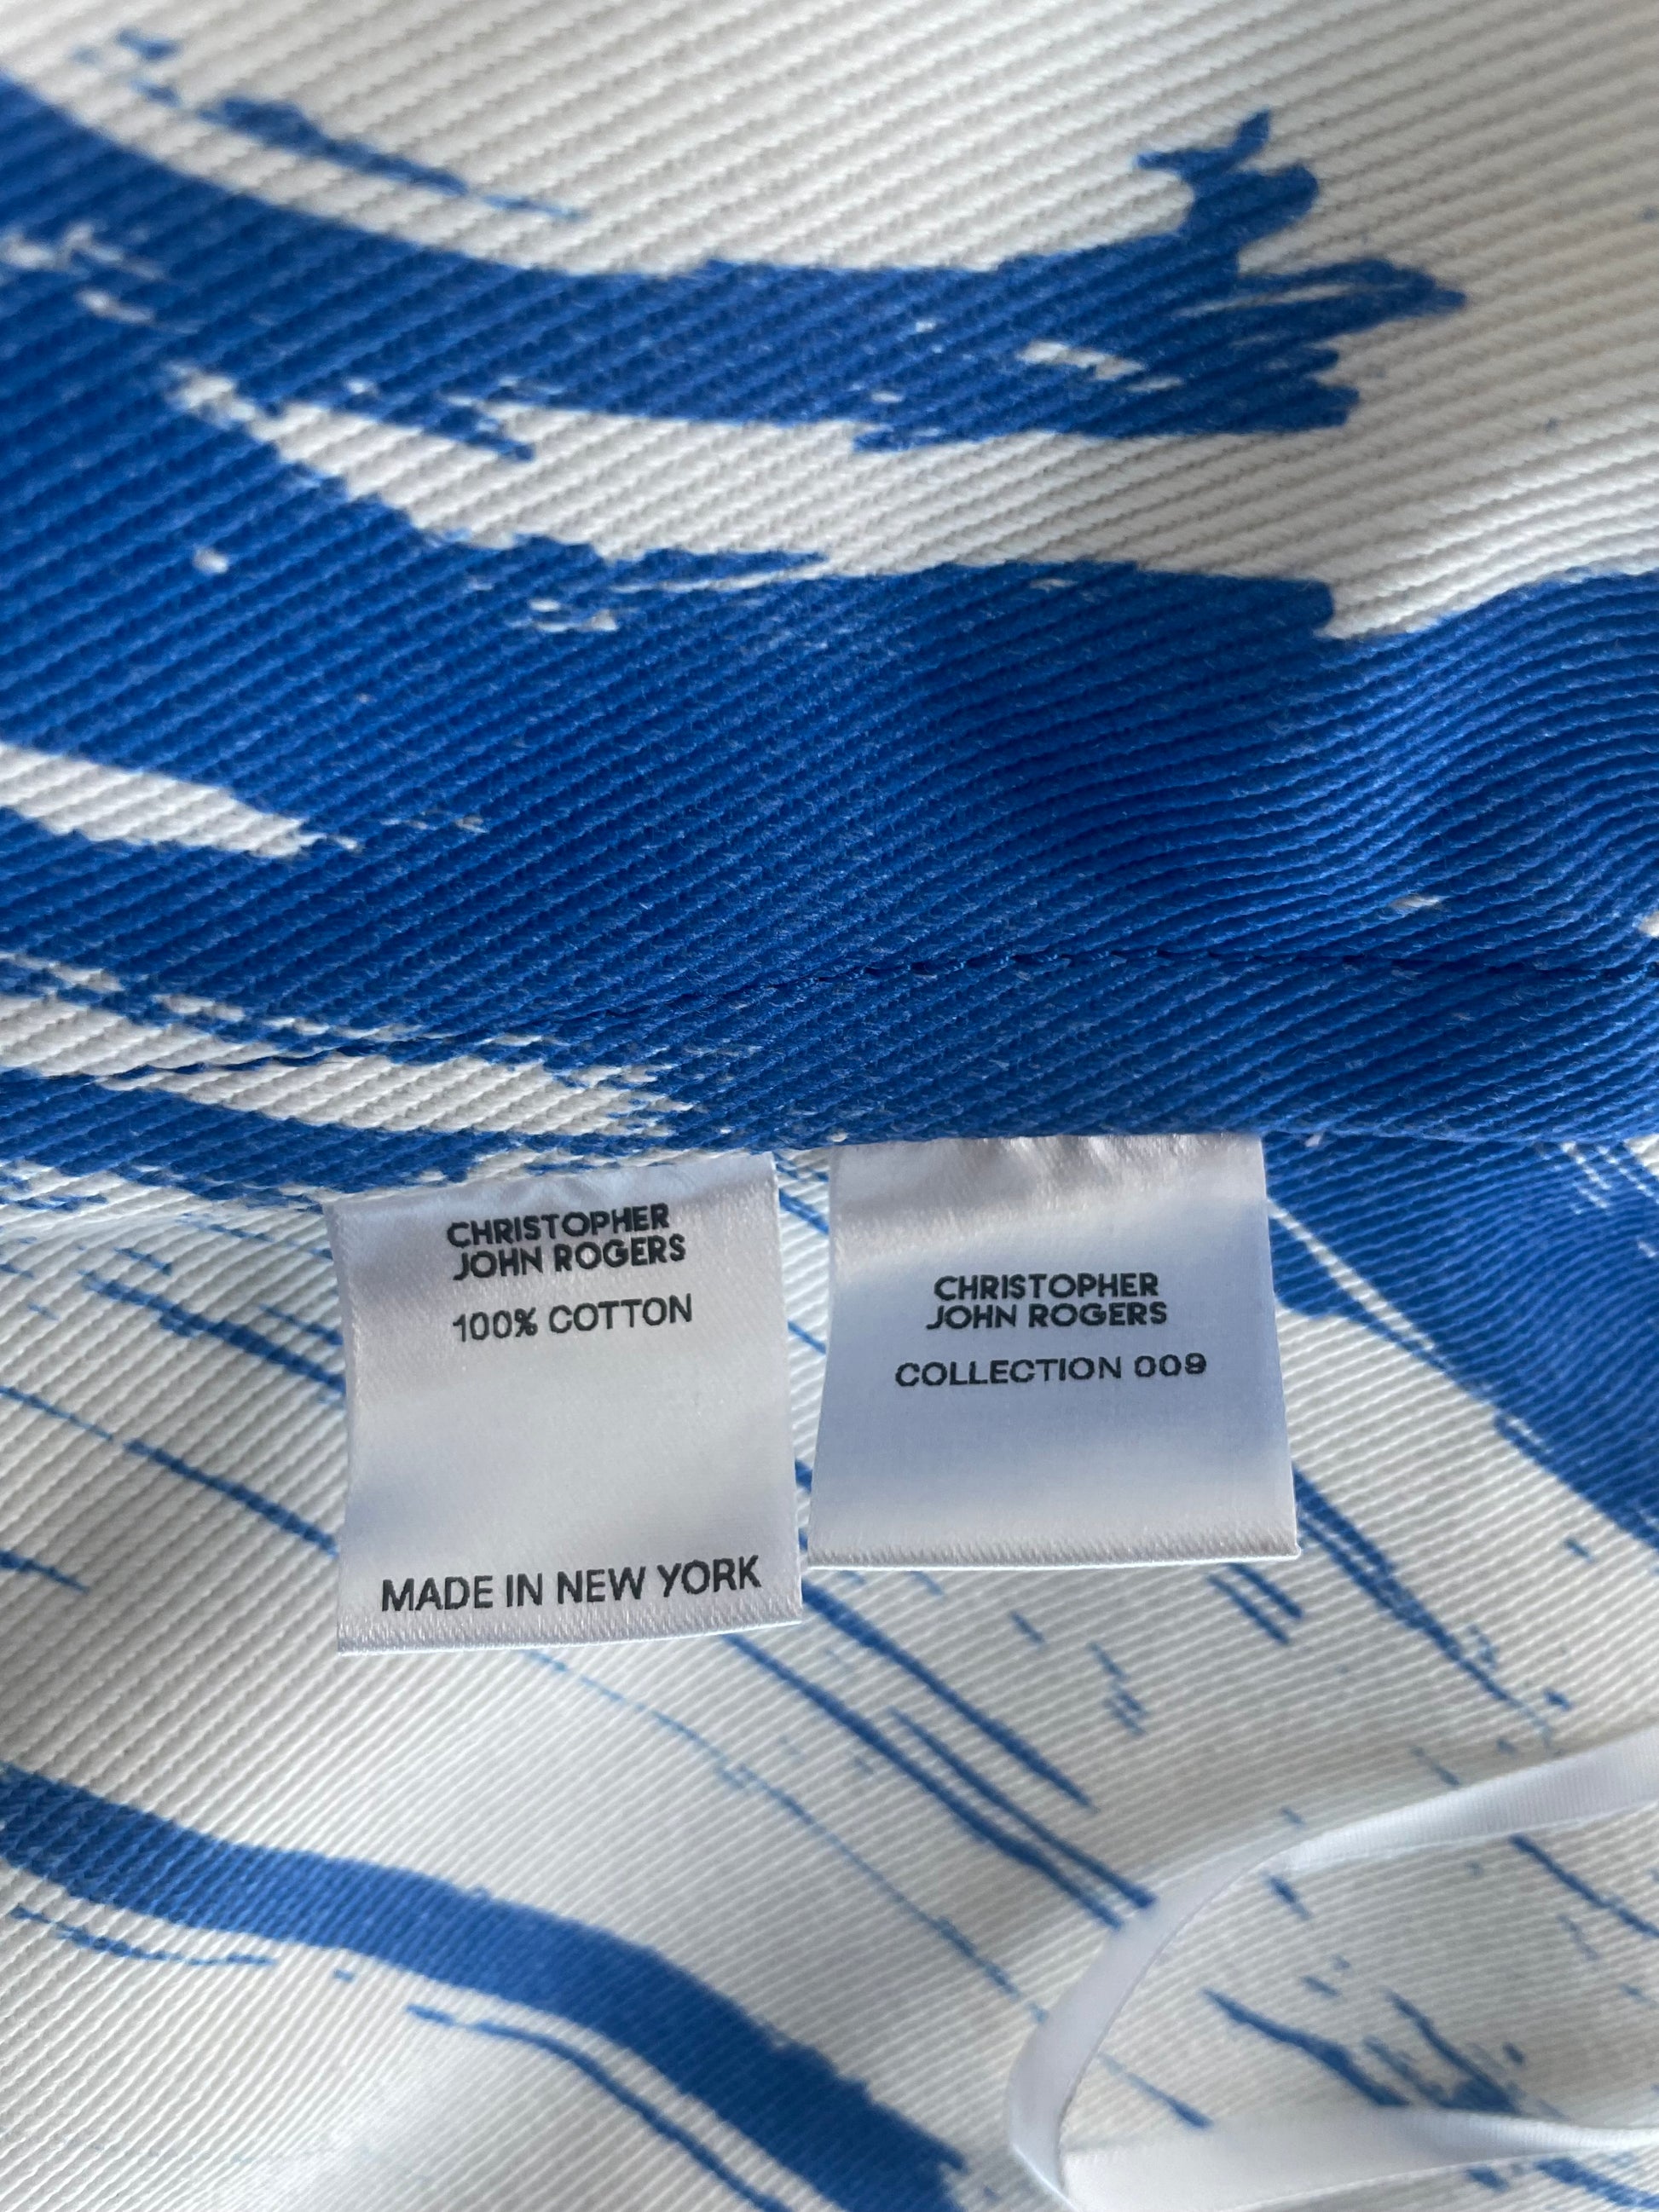 CHRISTOPHER
JOHN ROGERS
100% COTTON
MADE IN NEW YORK
CHRISTOPHER
JOHN ROGERS
COLLECTION 009